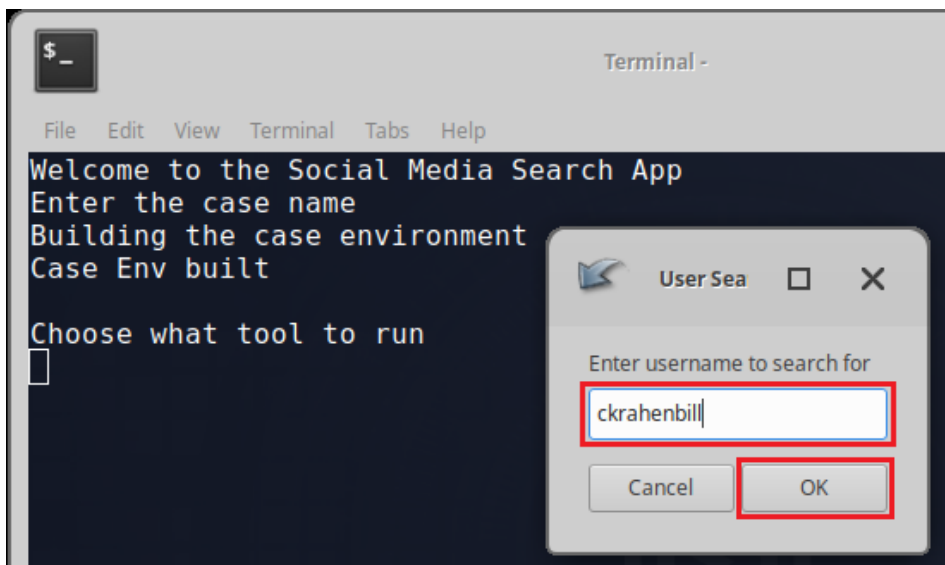 $_
Terminal -
File Edit View Terminal Tabs Help
Welcome to the Social Media Search App
Enter the case name
Building the case environment
Case Env built
Choose what tool to run
User Sea
Enter username to search for
ckrahenbill
Cancel OK